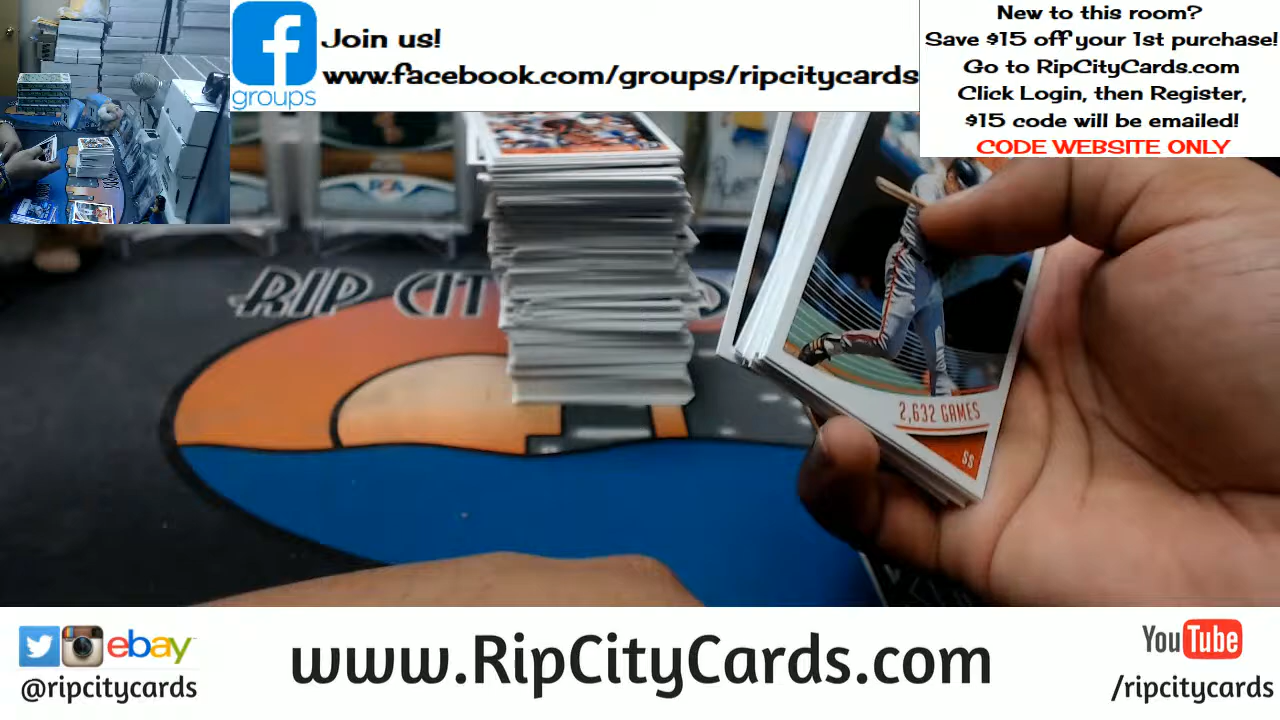 Join us!
www.facebook.com/groups/ripcitycards
groups
New to this room?
Save $15 off your 1st purchase!
Go to RipCityCards.com
Click Login, then Register,
$15 code will be emailed!
CODE WEBSITE ONLY
RIP CIT
2,632 GAMES
SS
ebay
@ripcitycards
www.RipCityCards.com
YouTube
/ripcitycards